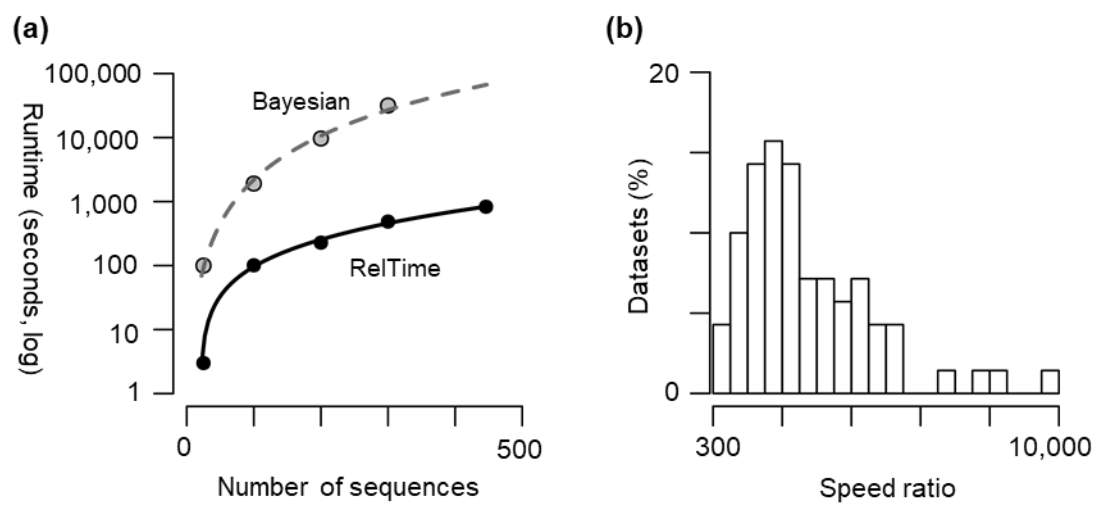 (a)
100,000
10,000
1,000
100
10
1
Runtime (seconds, log)
Bayesian
RelTime
0
500
Number of sequences
(b)
20
0
Datasets (%)
300
10,000
Speed ratio